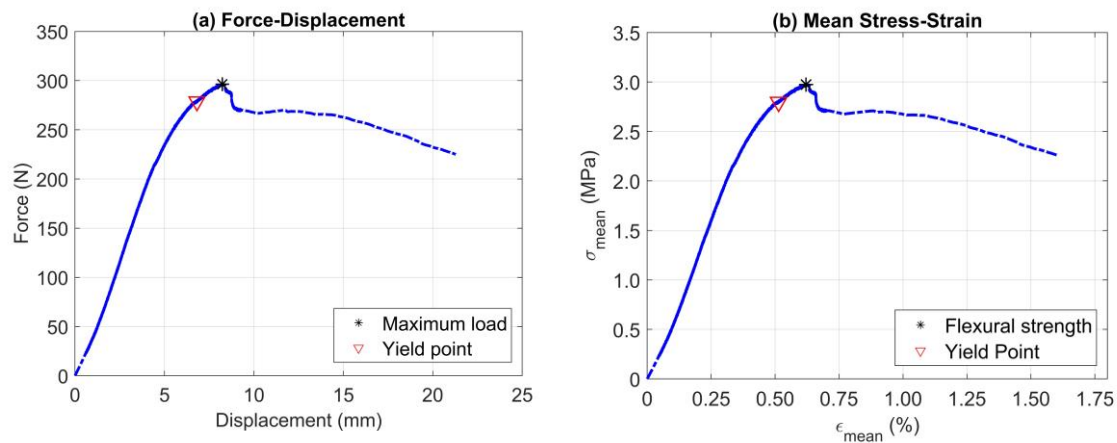 (a) Force-Displacement
350
300
250
200
150
100
50
0
Force (N)
0 5 10 15 20 25
Displacement (mm)
Maximum load
Yield point
(b) Mean Stress-Strain
3.5
3.0
2.5
2.0
1.5
1.0
0.5
0
σmean (MPa)
0 0.25 0.50 0.75 1.00 1.25 1.50 1.75
ϵmean (%)
Flexural strength
Yield Point